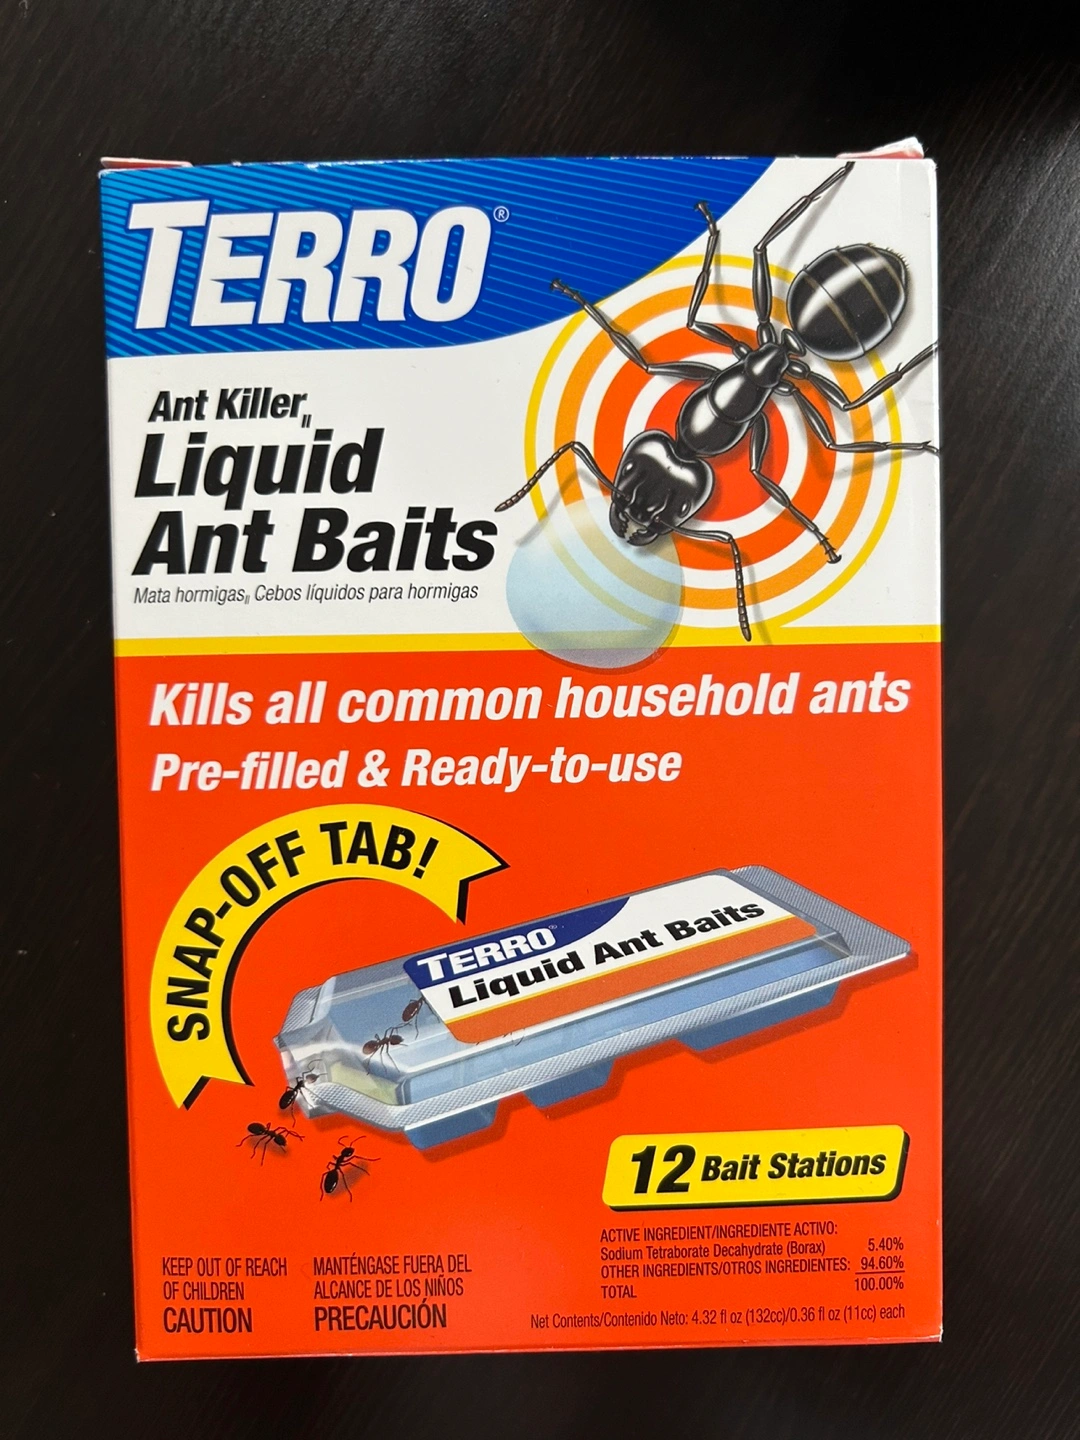 TERRO®
Ant Killer
Liquid
Ant Baits
Mata hormigas Cebos líquidos para hormigas
Kills all common household ants
Pre-filled & Ready-to-use
SNAP-OFF TAB!
TERRO®
Liquid Ant Baits
12 Bait Stations
ACTIVE INGREDIENT/INGREDIENTE ACTIVO:
Sodium Tetraborate Decahydrate (Borax) 5.40%
OTHER INGREDIENTS/OTROS INGREDIENTES: 94.60%
TOTAL 100.00%
KEEP OUT OF REACH
OF CHILDREN
CAUTION
MANTÉNGASE FUERA DEL
ALCANCE DE LOS NIÑOS
PRECAUCIÓN
Net Contents/Contenido Neto: 4.32 fl oz (132cc)/0.36 fl oz (11cc) each